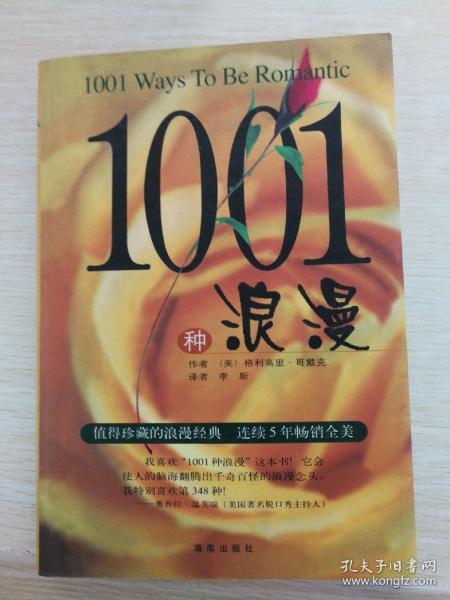 1001 Ways To Be Romantic
1001
种 浪漫
作者 (美) 格利高里·哥戴克
译者 李斯
值得珍藏的浪漫经典 连续5年畅销全美
我喜欢“1001种浪漫”这本书!它会
使人的脑海翻腾出千奇百怪的浪漫念头。
我特别喜欢第348种!
——奥普拉·温芙瑞(美国著名脱口秀主持人)
海南出版社
孔夫子旧书网
www.kongfz.com